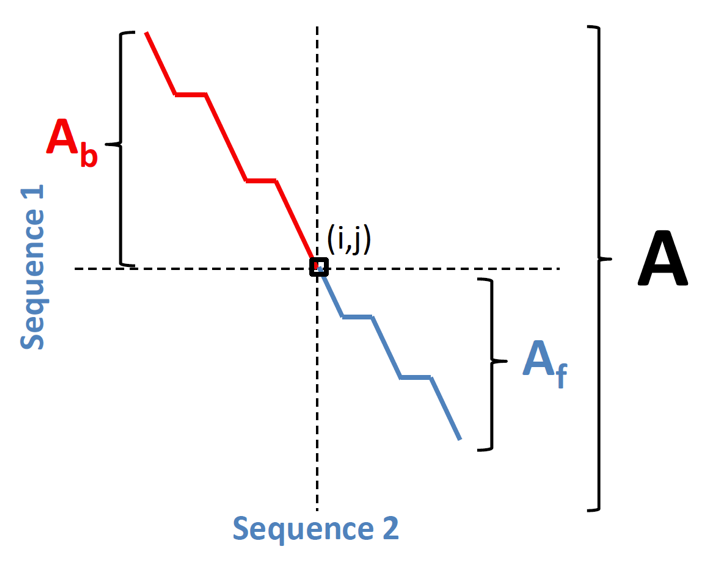 A_b
Sequence 1
(i,j)
A
A_f
Sequence 2